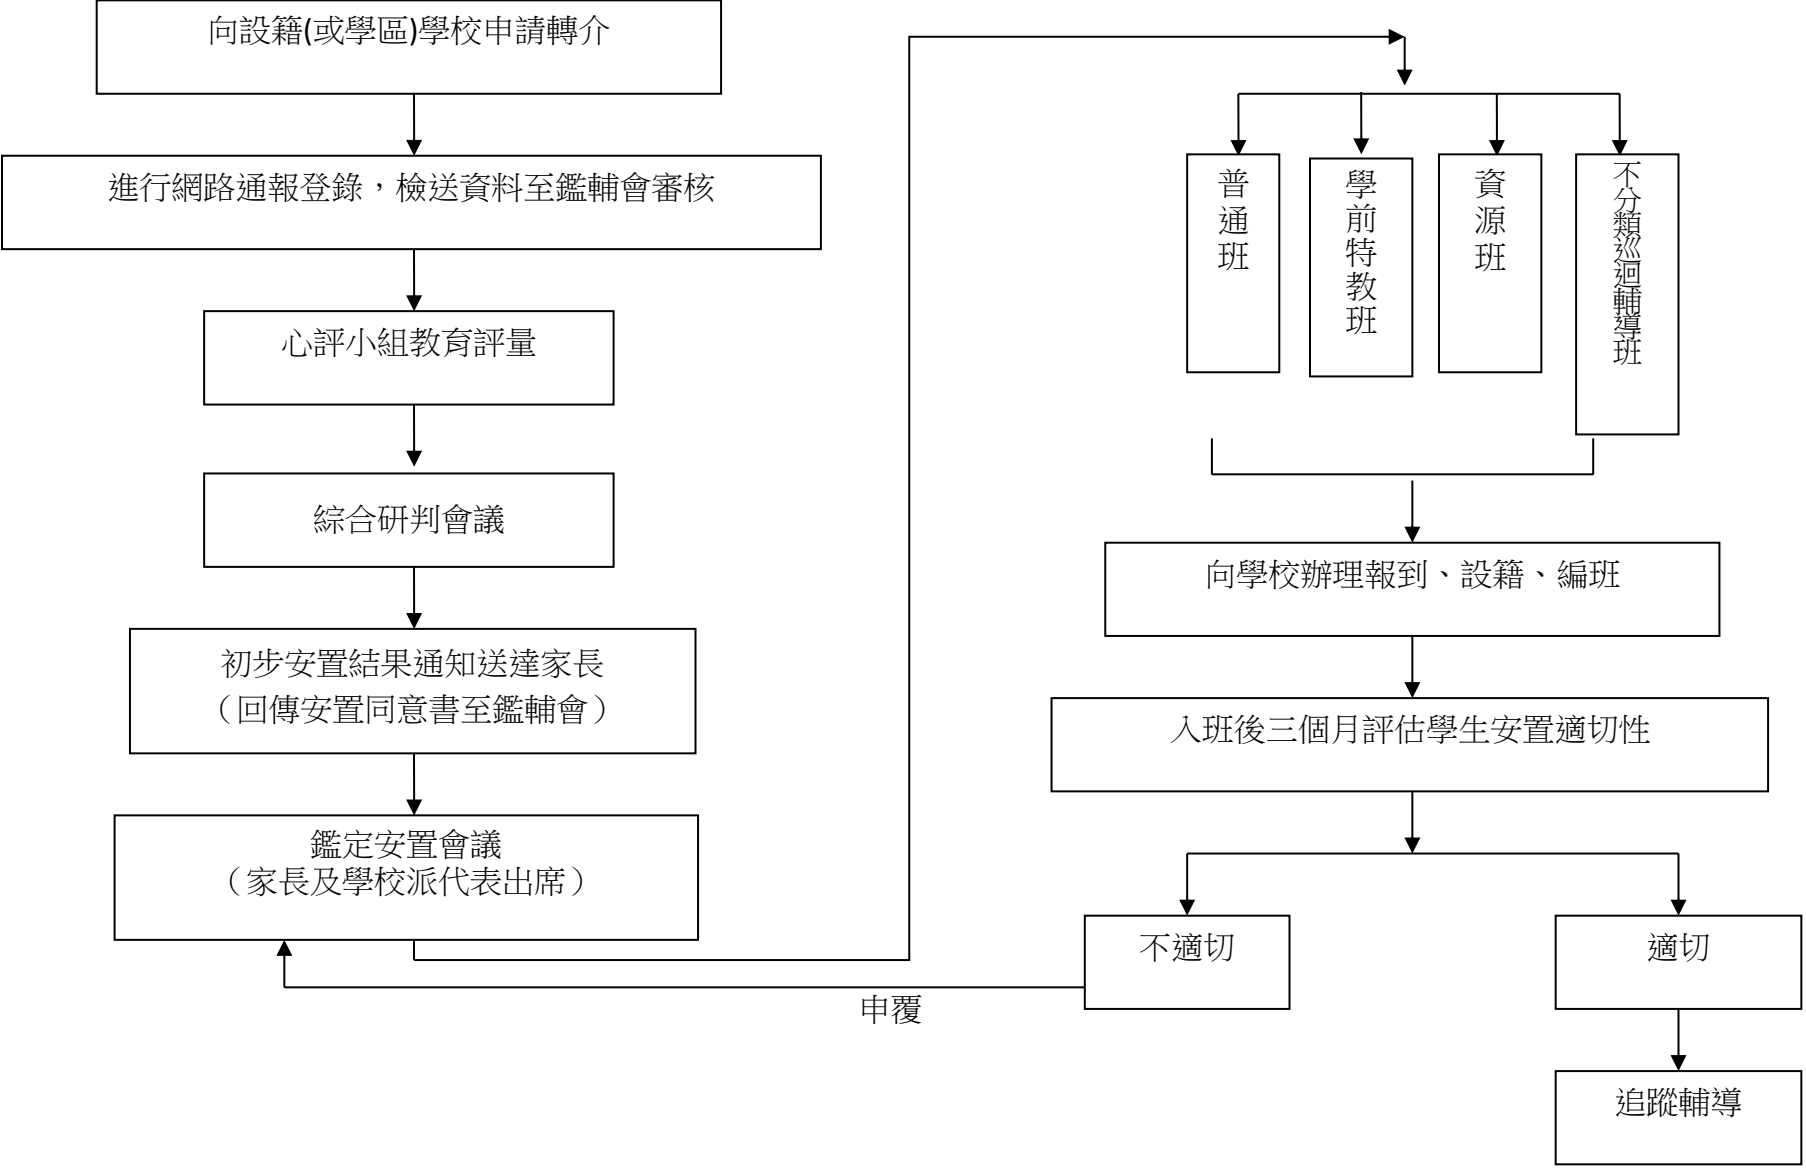 向設籍(或學區)學校申請轉介
進行網路通報登錄，檢送資料至鑑輔會審核
心評小組教育評量
綜合研判會議
初步安置結果通知送達家長
（回傳安置同意書至鑑輔會）
鑑定安置會議
（家長及學校派代表出席）
普通班
學前特教班
資源班
不分類巡迴輔導班
向學校辦理報到、設籍、編班
入班後三個月評估學生安置適切性
不適切
適切
申覆
追蹤輔導